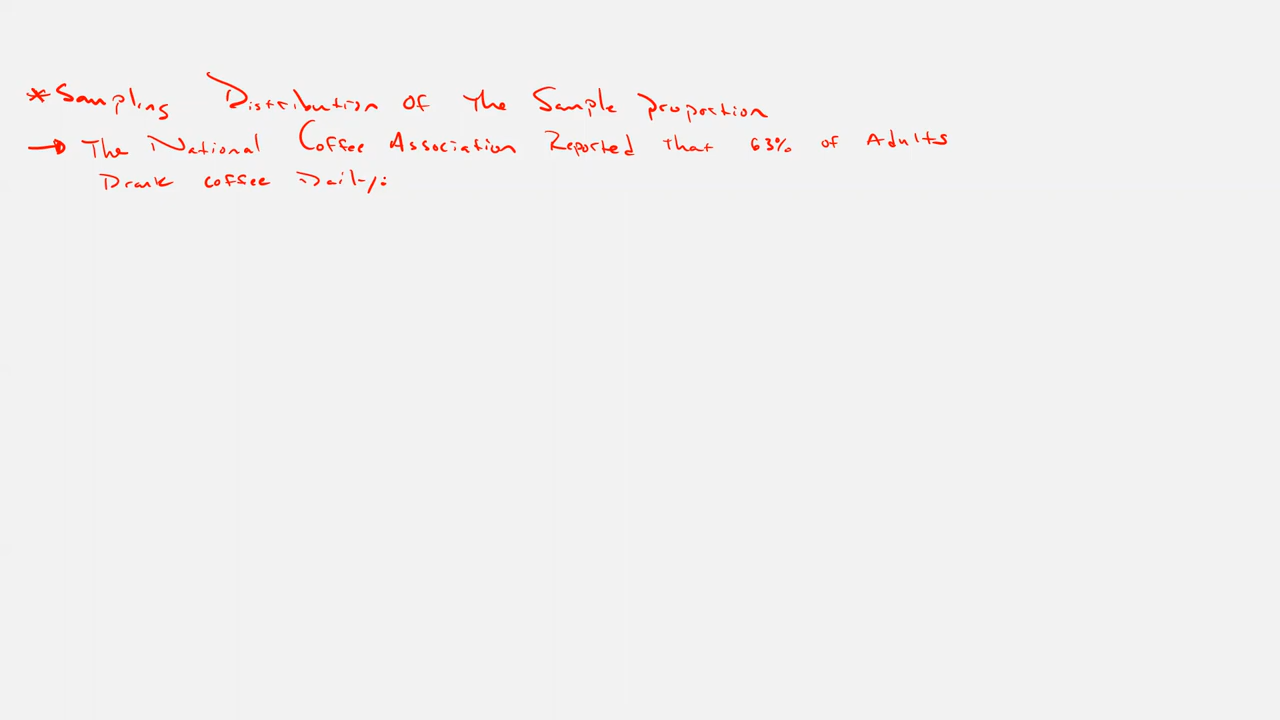 *Sampling Distribution of the Sample proportion
→ The National Coffee Association Reported that 63% of Adults
Drank coffee Daily: